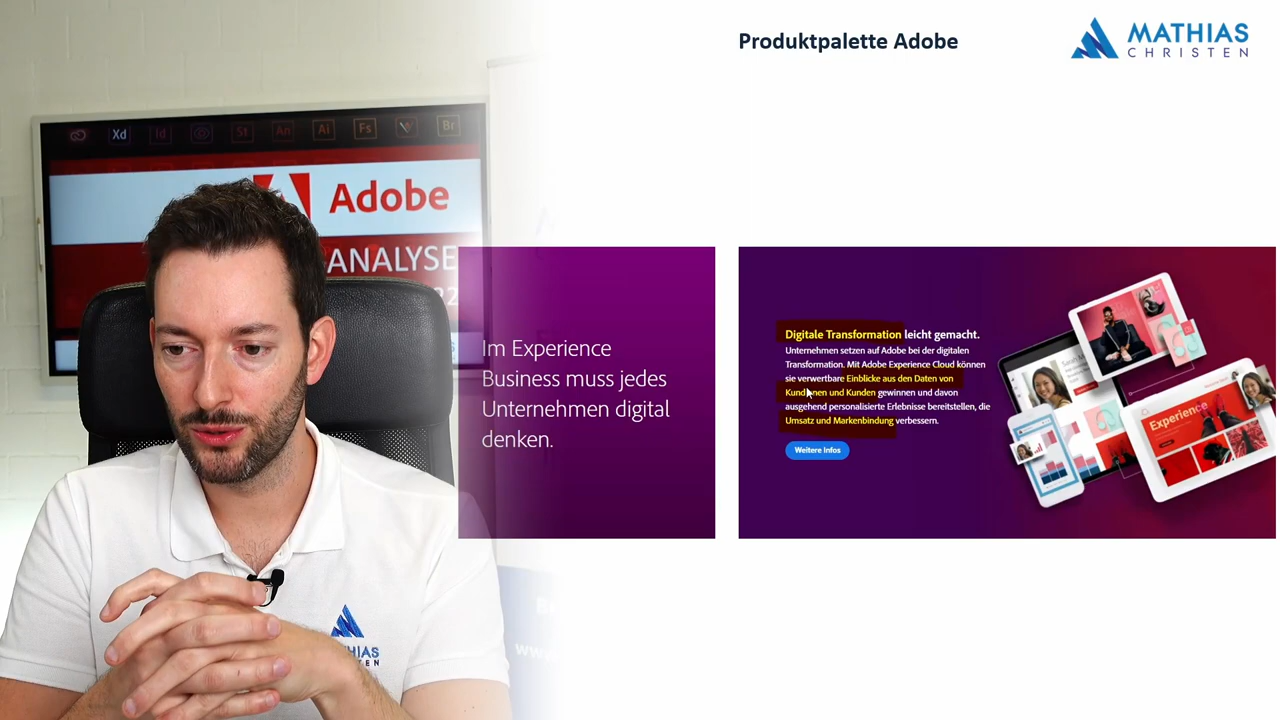 Produktpalette Adobe
MATHIAS
CHRISTEN
Xd Id St An Ai Fs Br
Adobe
ANALYSE
Im Experience
Business muss jedes
Unternehmen digital
denken.
Digitale Transformation leicht gemacht.
Unternehmen setzen auf Adobe bei der digitalen
Transformation. Mit Adobe Experience Cloud können
sie verwertbare Einblicke aus den Daten von
Kundinnen und Kunden gewinnen und davon
ausgehend personalisierte Erlebnisse bereitstellen, die
Umsatz und Markenbindung verbessern.
Weitere Infos
Experience
CHRISTEN